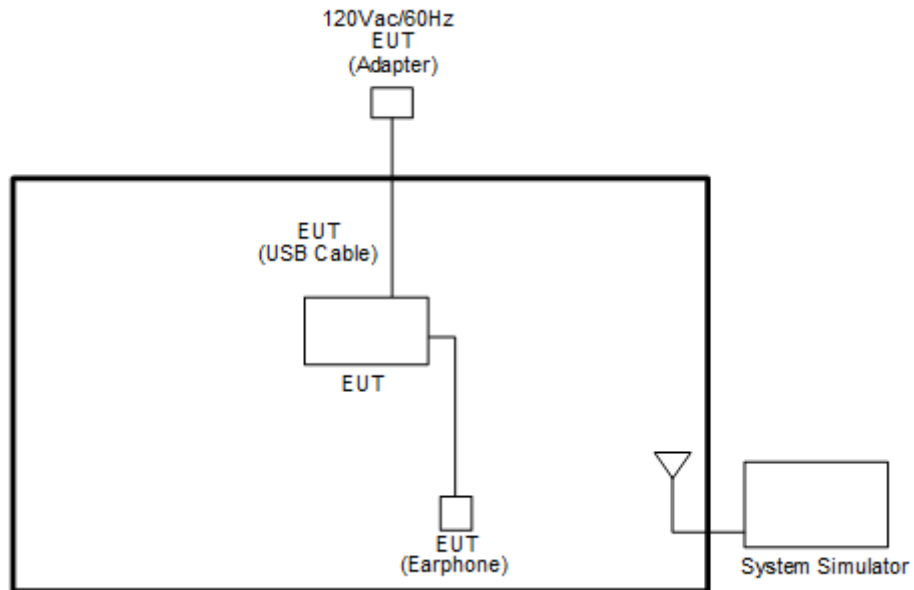 120Vac/60Hz
EUT
(Adapter)
EUT
(USB Cable)
EUT
EUT
(Earphone)
System Simulator